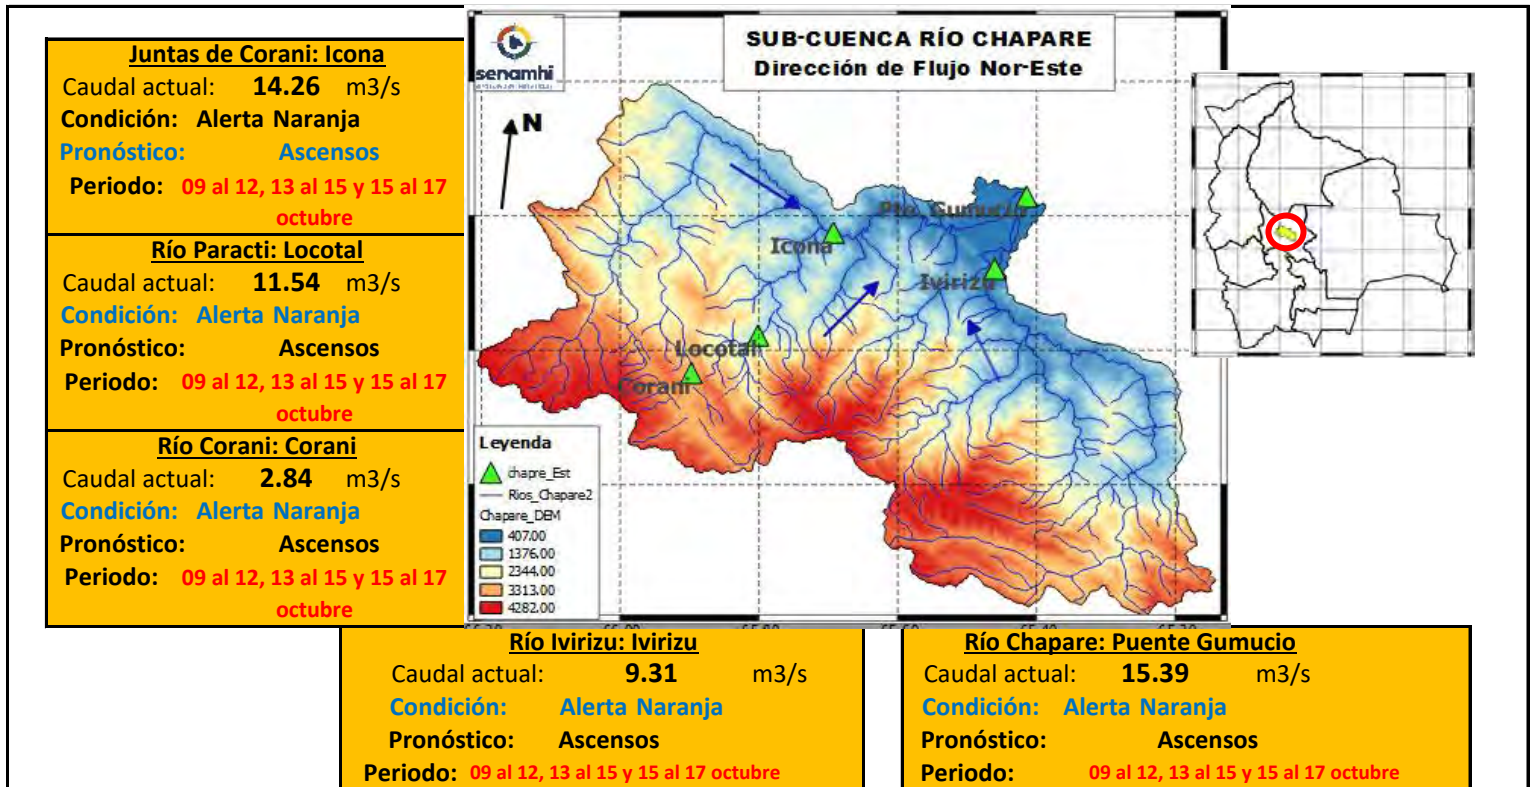 Juntas de Corani: Icona
Caudal actual: 14.26 m3/s
Condición: Alerta Naranja
Pronóstico: Ascensos
Periodo: 09 al 12, 13 al 15 y 15 al 17
octubre
Río Paracti: Locotal
Caudal actual: 11.54 m3/s
Condición: Alerta Naranja
Pronóstico: Ascensos
Periodo: 09 al 12, 13 al 15 y 15 al 17
octubre
Río Corani: Corani
Caudal actual: 2.84 m3/s
Condición: Alerta Naranja
Pronóstico: Ascensos
Periodo: 09 al 12, 13 al 15 y 15 al 17
octubre
senamhi
SUB-CUENCA RÍO CHAPARE
Dirección de Flujo Nor-Este
N
Pto. Gumucio
Icona
Ivirizu
Locotal
Corani
Leyenda
chapre_Est
Rios_Chapare2
Chapare_DEM
407.00
1376.00
2344.00
3313.00
4282.00
Río Ivirizu: Ivirizu
Caudal actual: 9.31 m3/s
Condición: Alerta Naranja
Pronóstico: Ascensos
Periodo: 09 al 12, 13 al 15 y 15 al 17 octubre
Río Chapare: Puente Gumucio
Caudal actual: 15.39 m3/s
Condición: Alerta Naranja
Pronóstico: Ascensos
Periodo: 09 al 12, 13 al 15 y 15 al 17 octubre